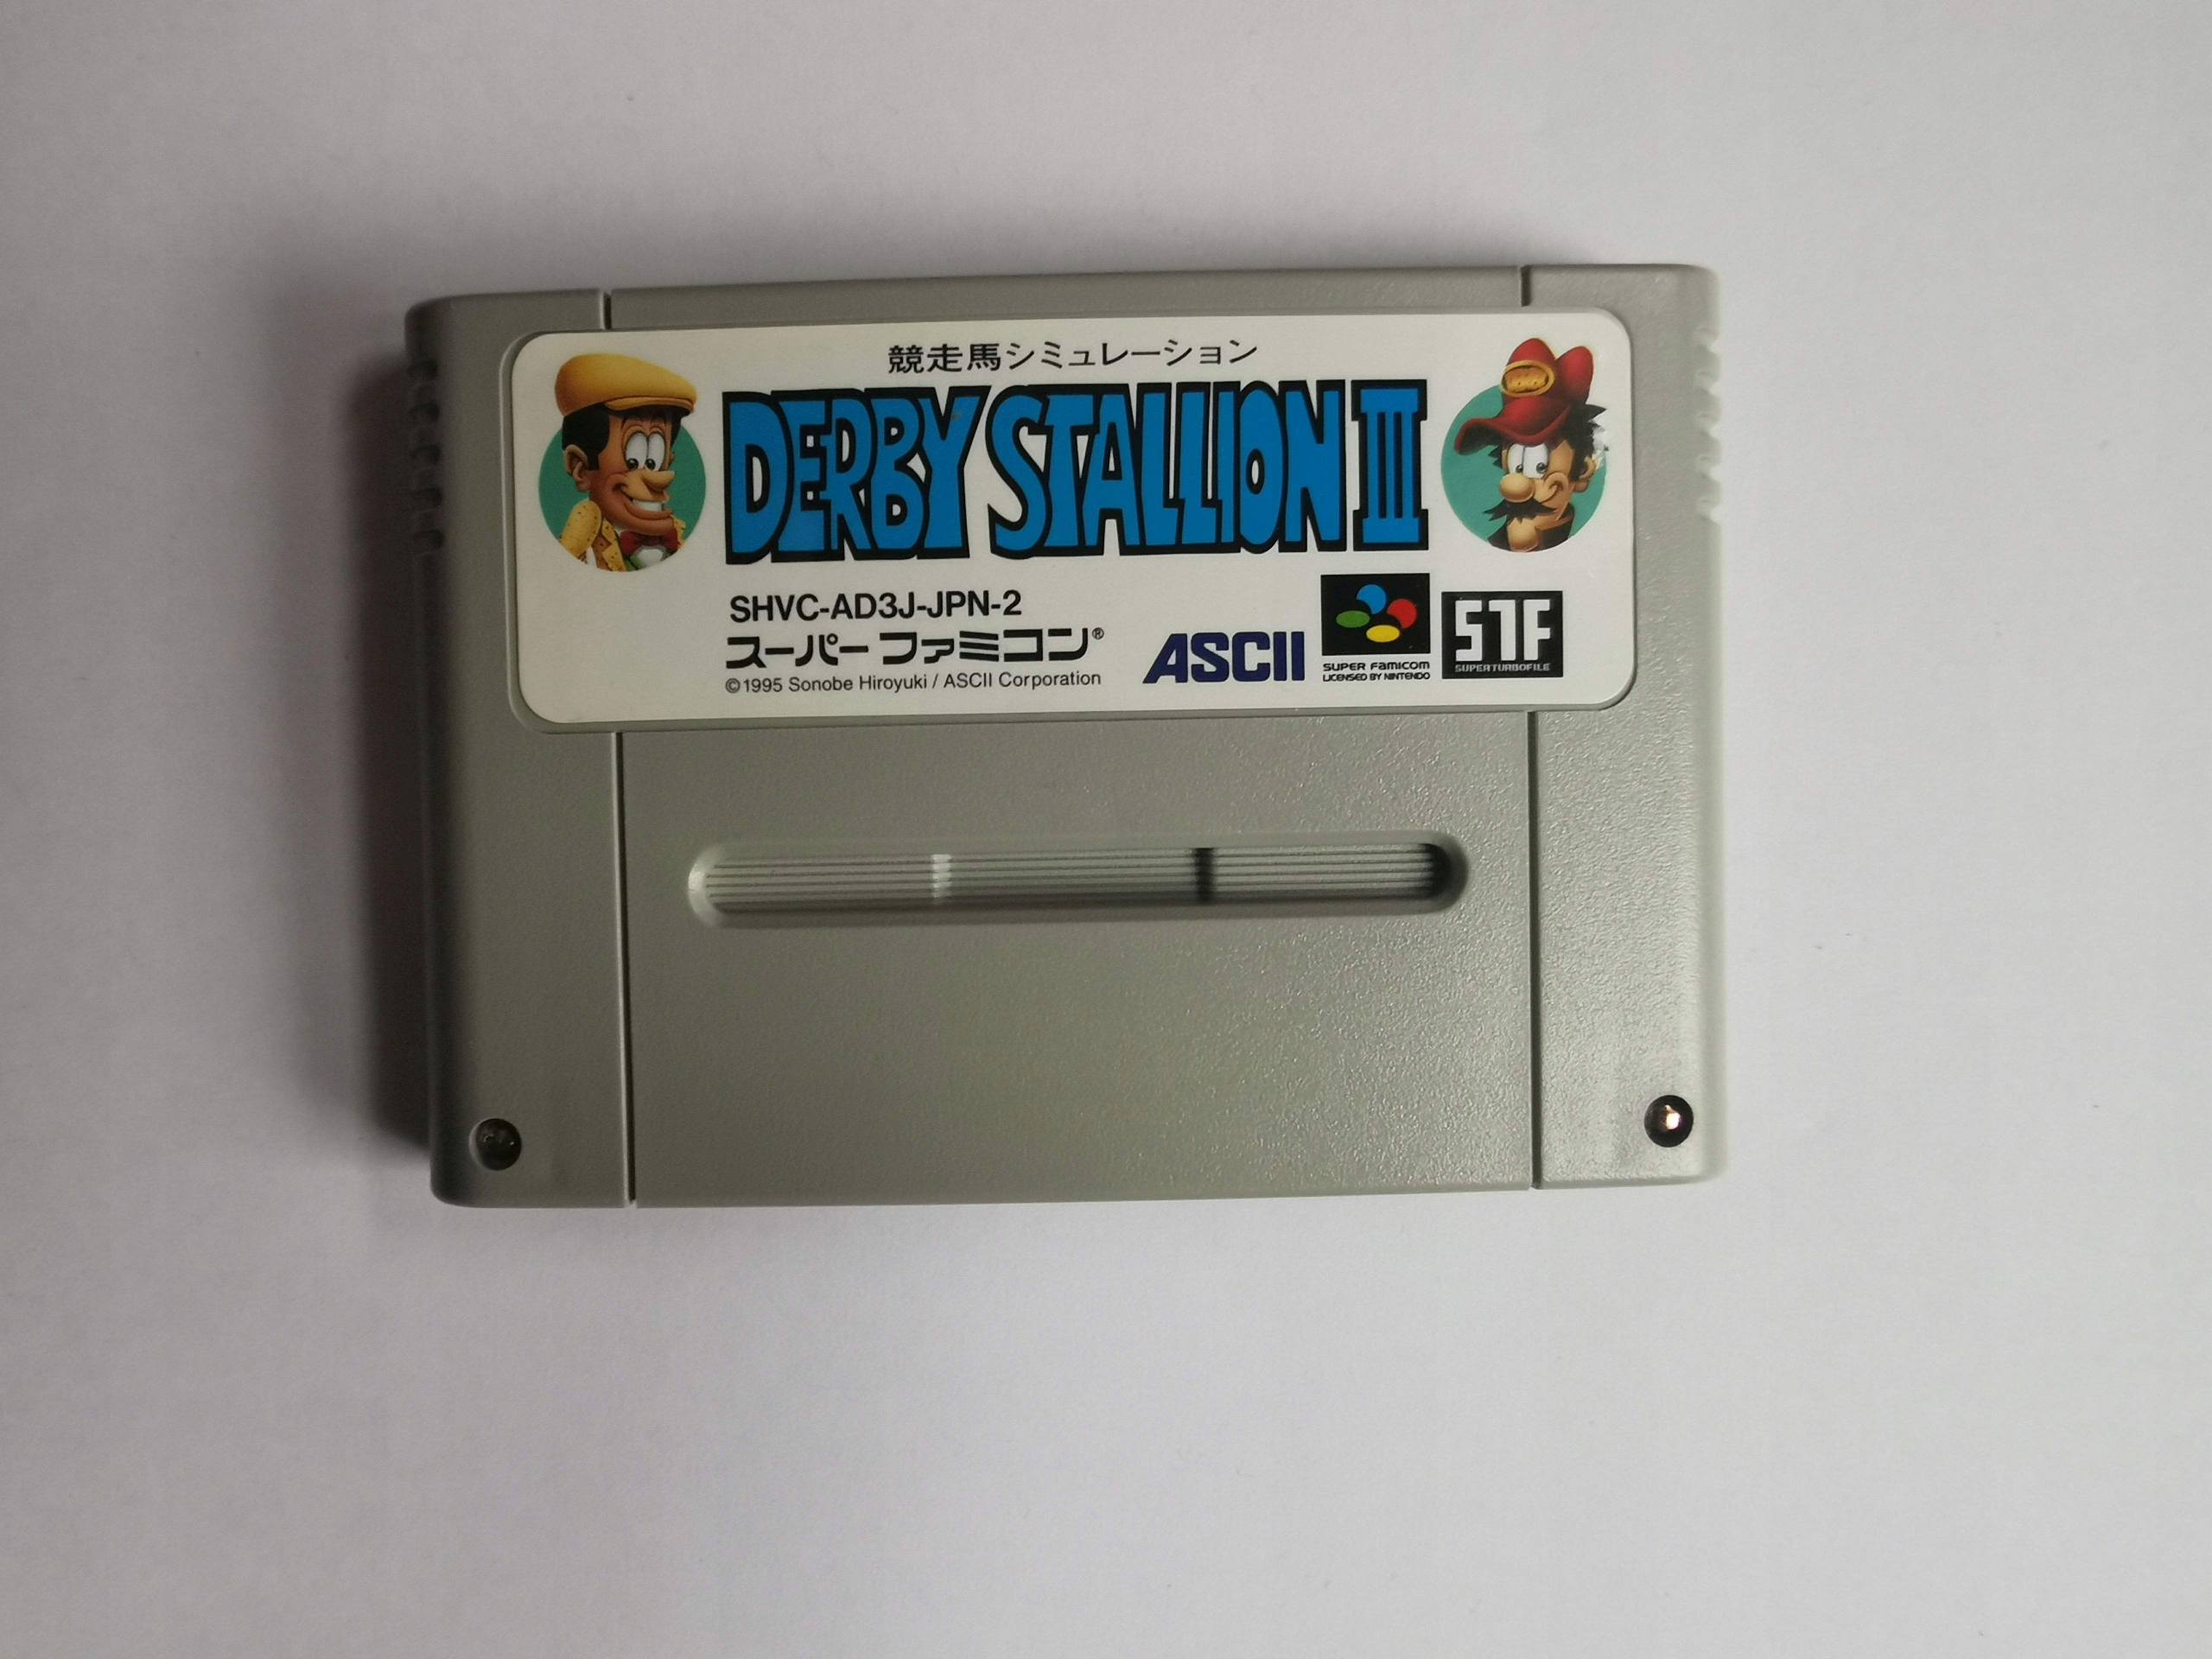 競走馬シミュレーション
DERBY STALLION III
SHVC-AD3J-JPN-2
スーパーファミコン®
©1995 Sonobe Hiroyuki / ASCII Corporation
ASCII
SUPER FAMICOM
LICENSED BY NINTENDO
STF
SUPERTURBOFILE